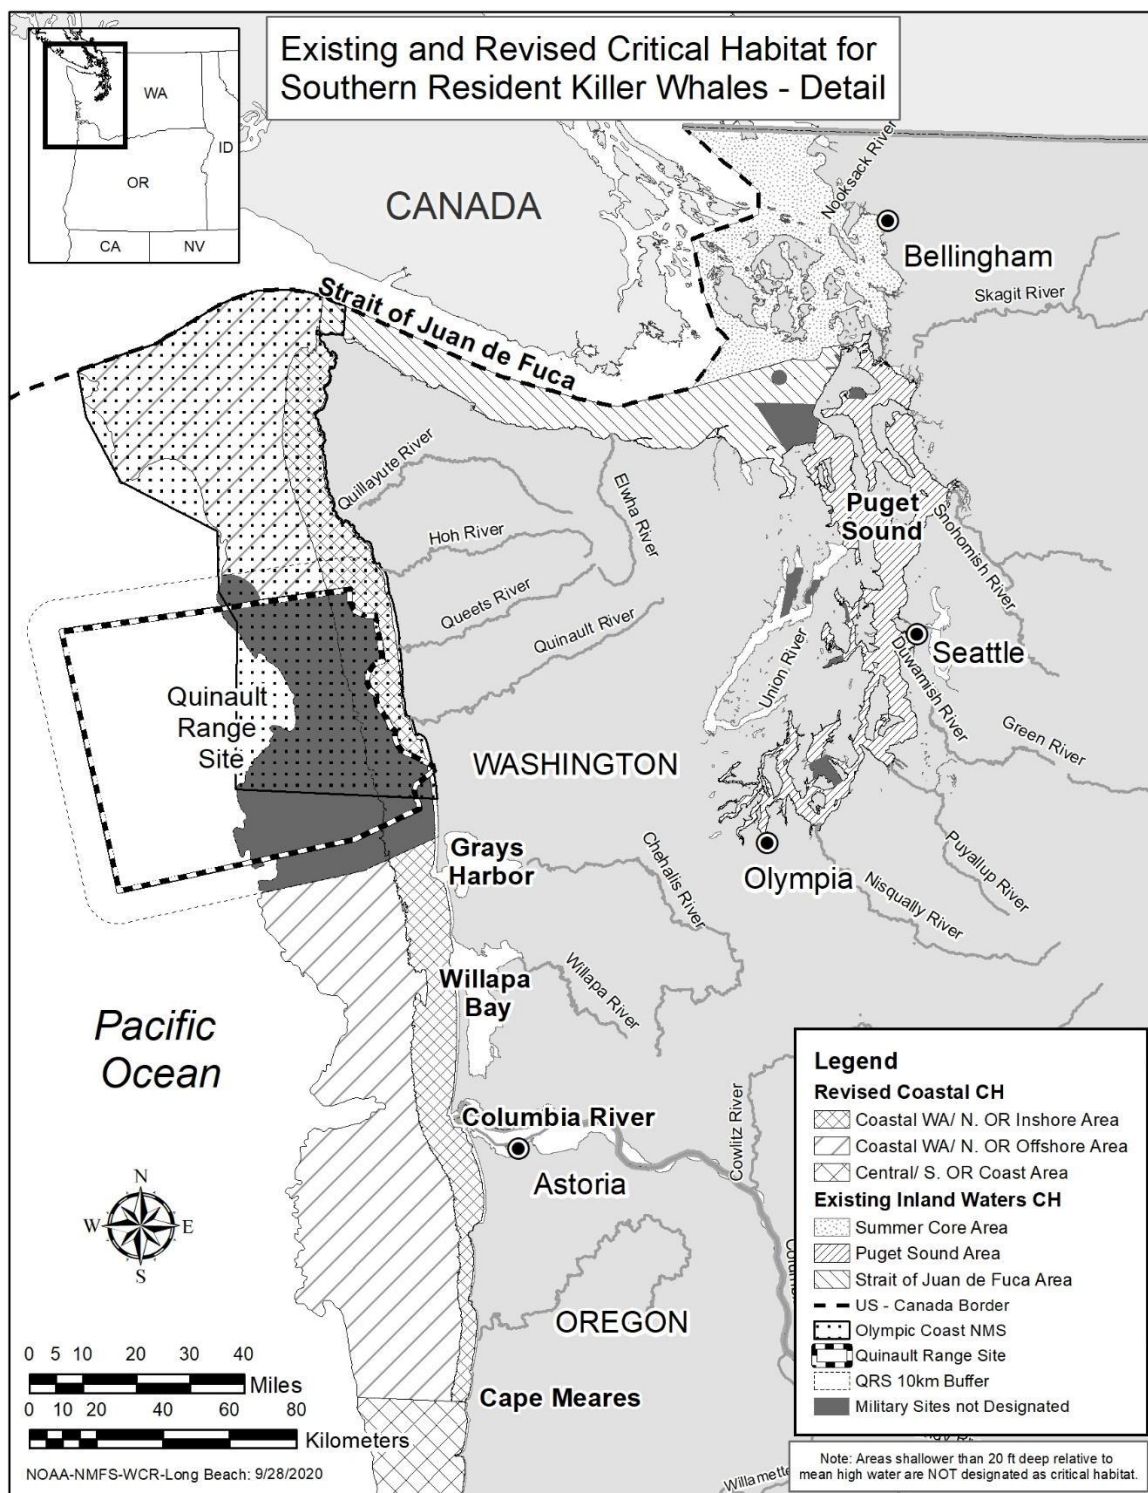 Existing and Revised Critical Habitat for
Southern Resident Killer Whales - Detail
WA
ID
OR
CA
NV
CANADA
Nooksack River
Bellingham
Skagit River
Strait of Juan de Fuca
Quillayute River
Elwha River
Hoh River
Puget
Sound
Snohomish River
Queets River
Quinault River
Union River
Seattle
Duwamish River
Quinault
Range
Site
Green River
WASHINGTON
Grays
Harbor
Chehalis River
Olympia
Puyallup River
Nisqually River
Willapa
Bay
Willapa River
Pacific
Ocean
Columbia River
Cowlitz River
Astoria
N
W
E
S
OREGON
Cape Meares
Willamette
Legend
Revised Coastal CH
Coastal WA/ N. OR Inshore Area
Coastal WA/ N. OR Offshore Area
Central/ S. OR Coast Area
Existing Inland Waters CH
Summer Core Area
Puget Sound Area
Strait of Juan de Fuca Area
US - Canada Border
Olympic Coast NMS
Quinault Range Site
QRS 10km Buffer
Military Sites not Designated
Note: Areas shallower than 20 ft deep relative to
mean high water are NOT designated as critical habitat.
0 5 10 20 30 40
Miles
0 10 20 40 60 80
Kilometers
NOAA-NMFS-WCR-Long Beach: 9/28/2020